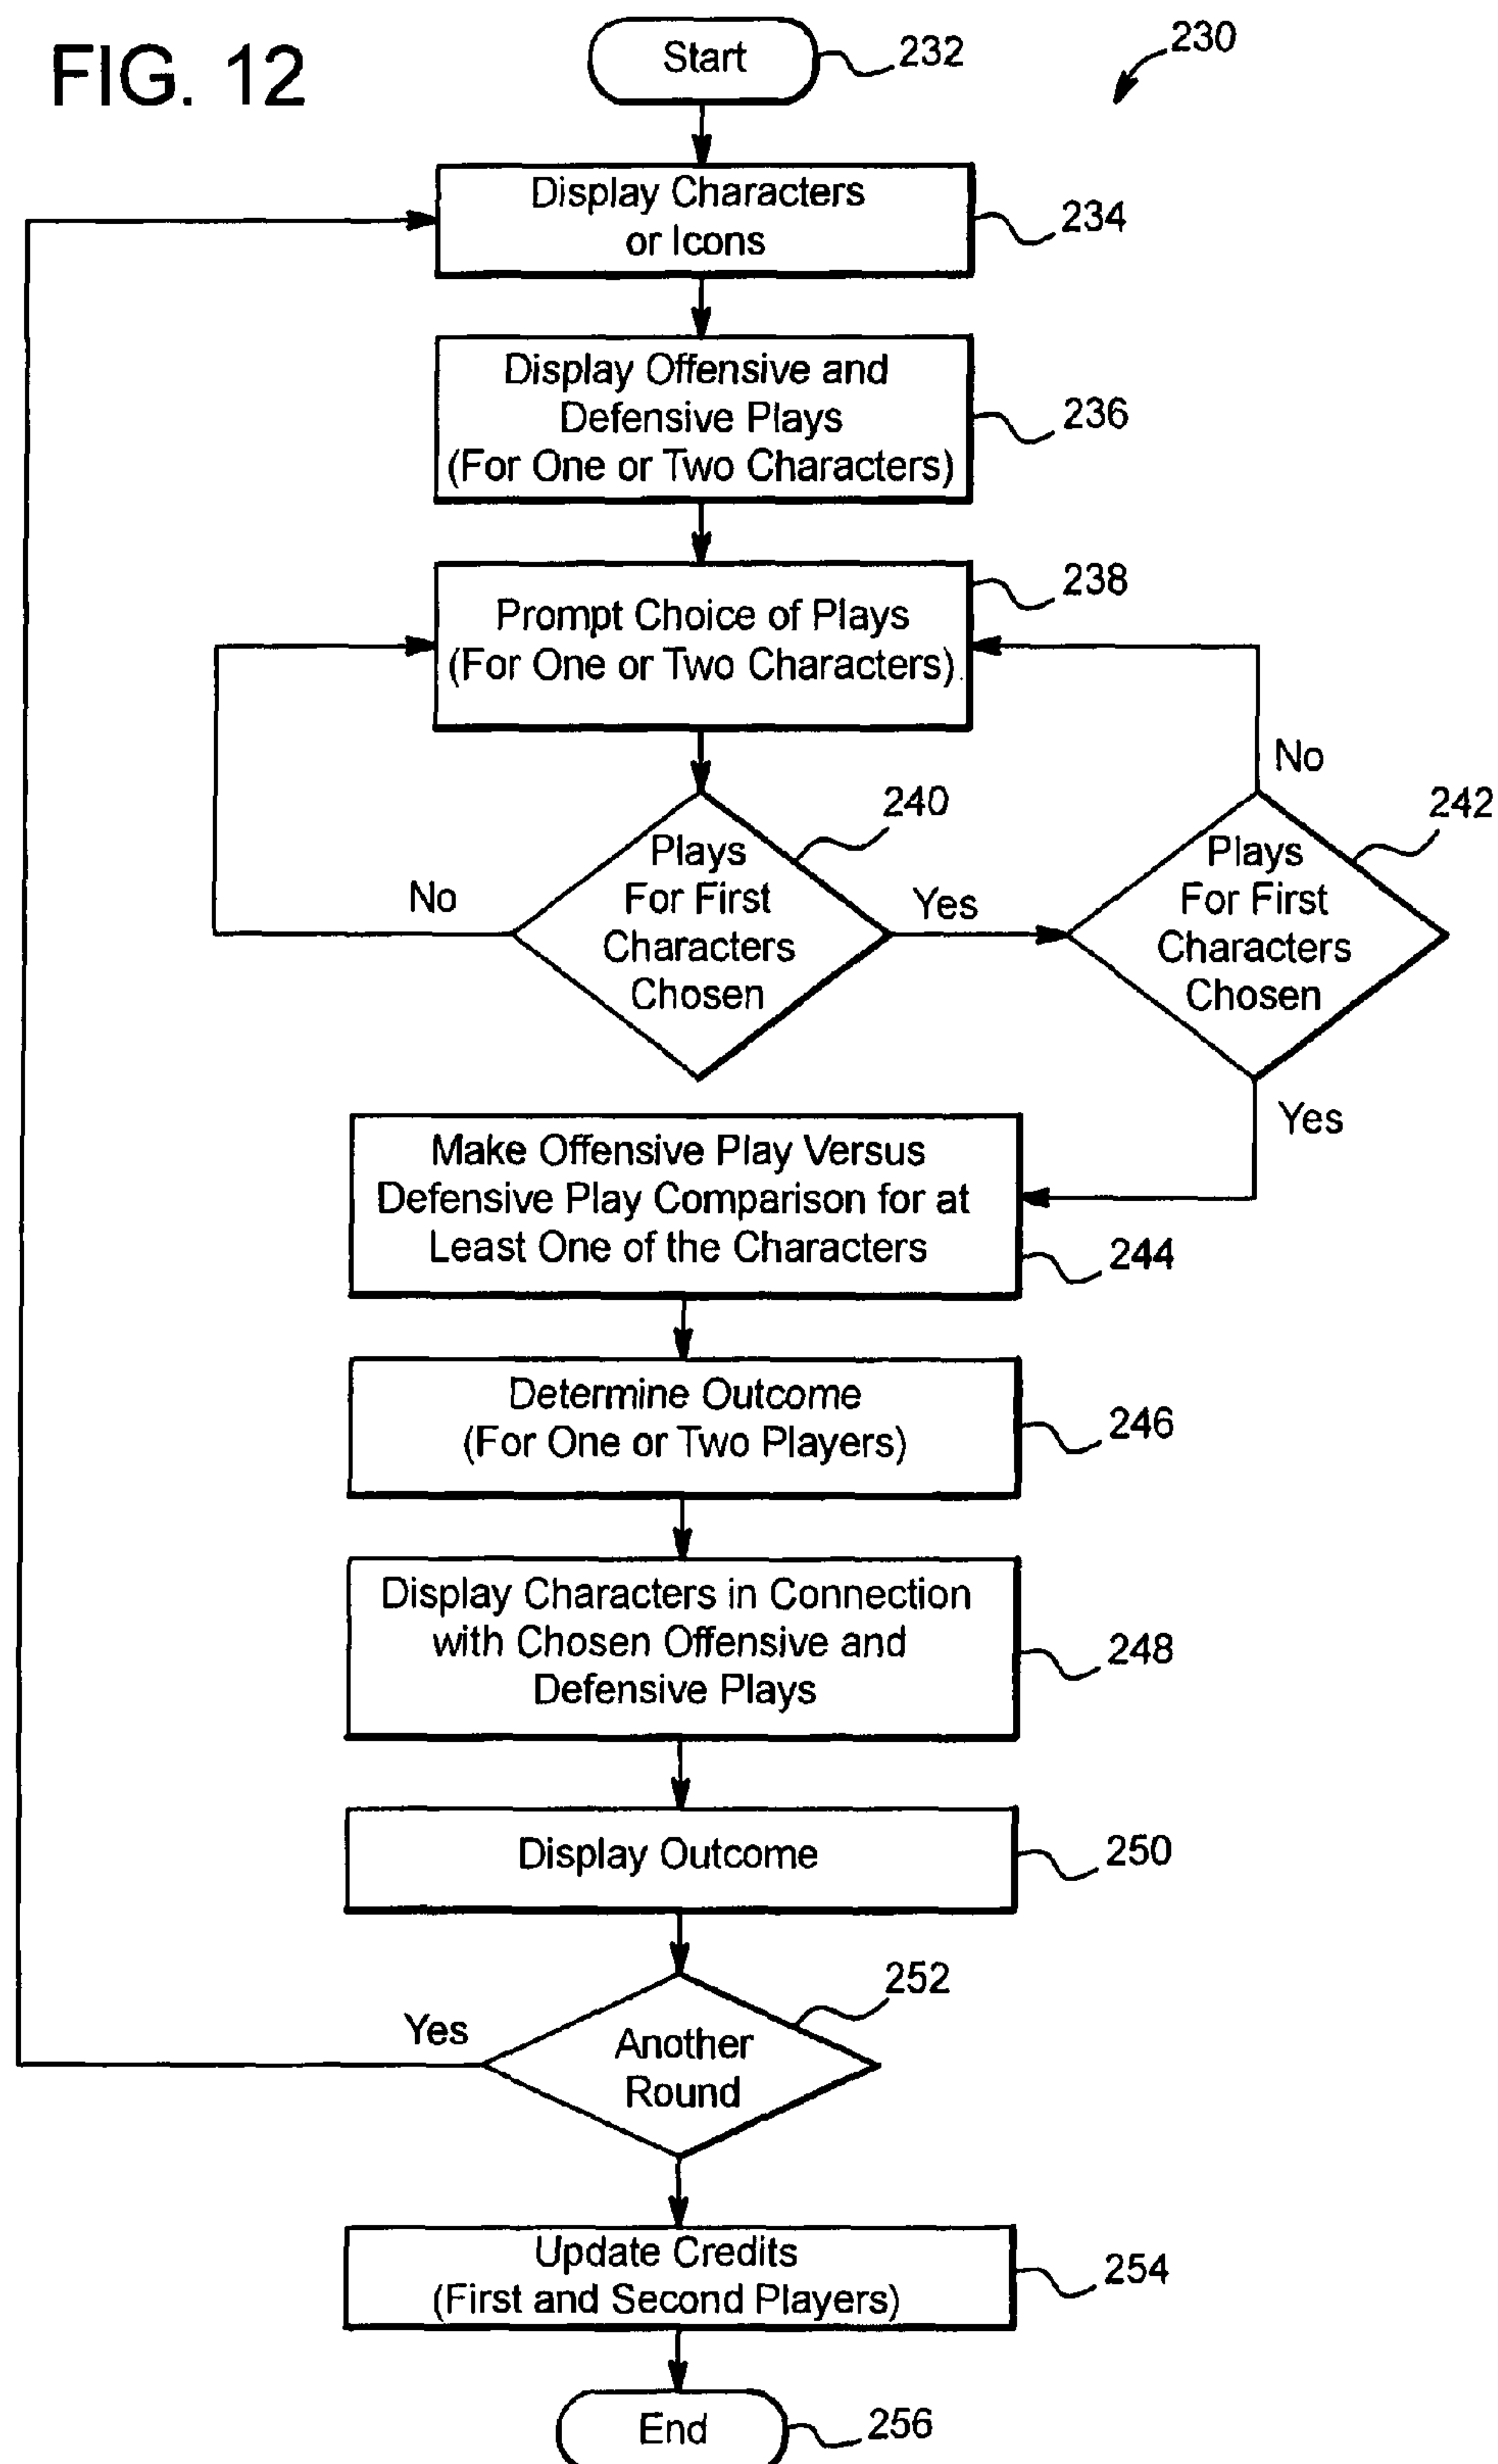 FIG. 12
Start
232
230
Display Characters
or Icons
234
Display Offensive and
Defensive Plays
(For One or Two Characters)
236
Prompt Choice of Plays
(For One or Two Characters)
238
No
240
Plays
For First
Characters
Chosen
No
Yes
242
Plays
For First
Characters
Chosen
Yes
Make Offensive Play Versus
Defensive Play Comparison for at
Least One of the Characters
244
Determine Outcome
(For One or Two Players)
246
Display Characters in Connection
with Chosen Offensive and
Defensive Plays
248
Display Outcome
250
252
Yes
Another
Round
Update Credits
(First and Second Players)
254
End
256